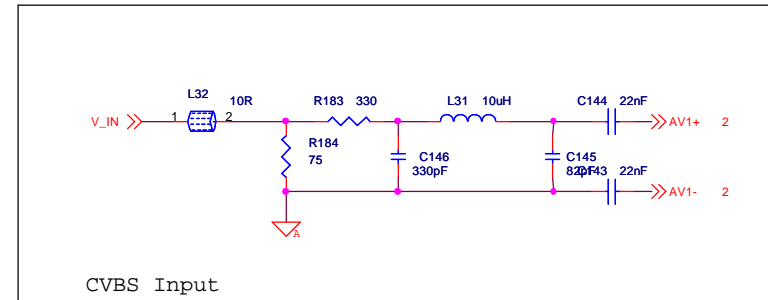 L32
10R
R183 330
L31 10uH
C144 22nF
V_IN
1
2
AV1+ 2
R184
75
C146
330pF
C145
82pF
C143 22nF
AV1- 2
A
CVBS Input